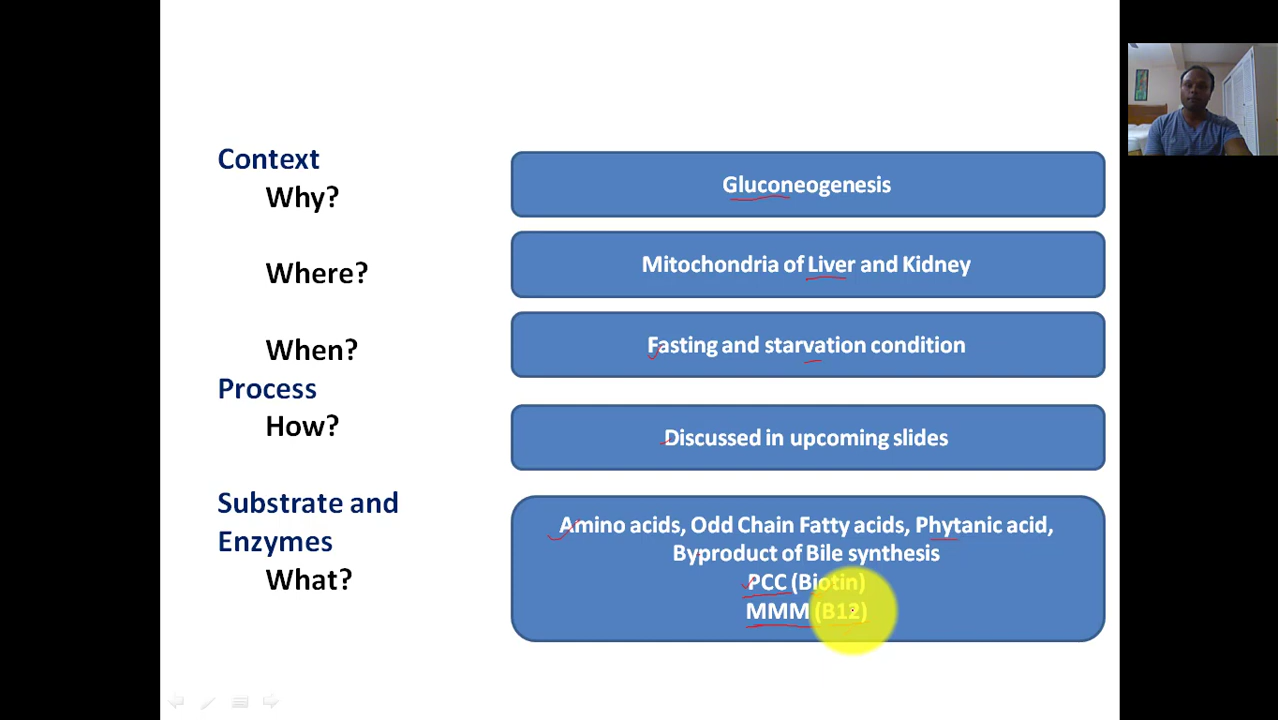 Context
Why?
Gluconeogenesis
Where?
Mitochondria of Liver and Kidney
When?
Fasting and starvation condition
Process
How?
Discussed in upcoming slides
Substrate and
Enzymes
What?
Amino acids, Odd Chain Fatty acids, Phytanic acid,
Byproduct of Bile synthesis
PCC (Biotin)
MMM (B12)